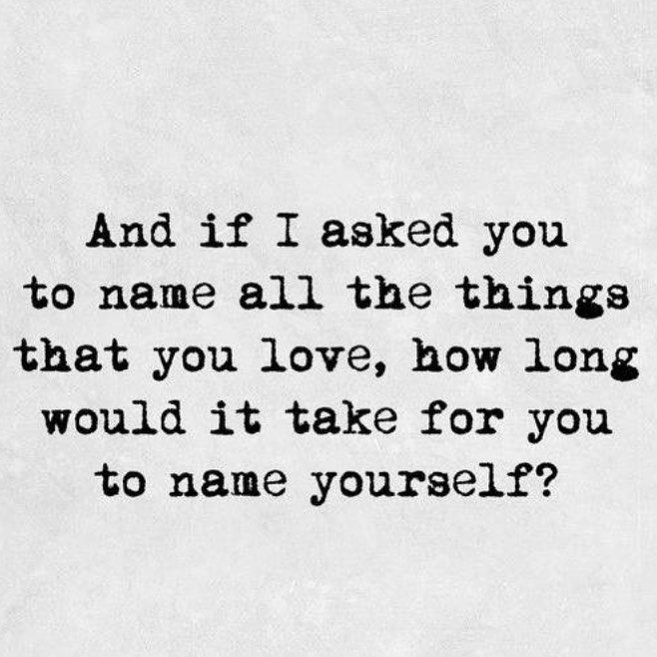 And if I asked you
to name all the things
that you love, how long
would it take for you
to name yourself?